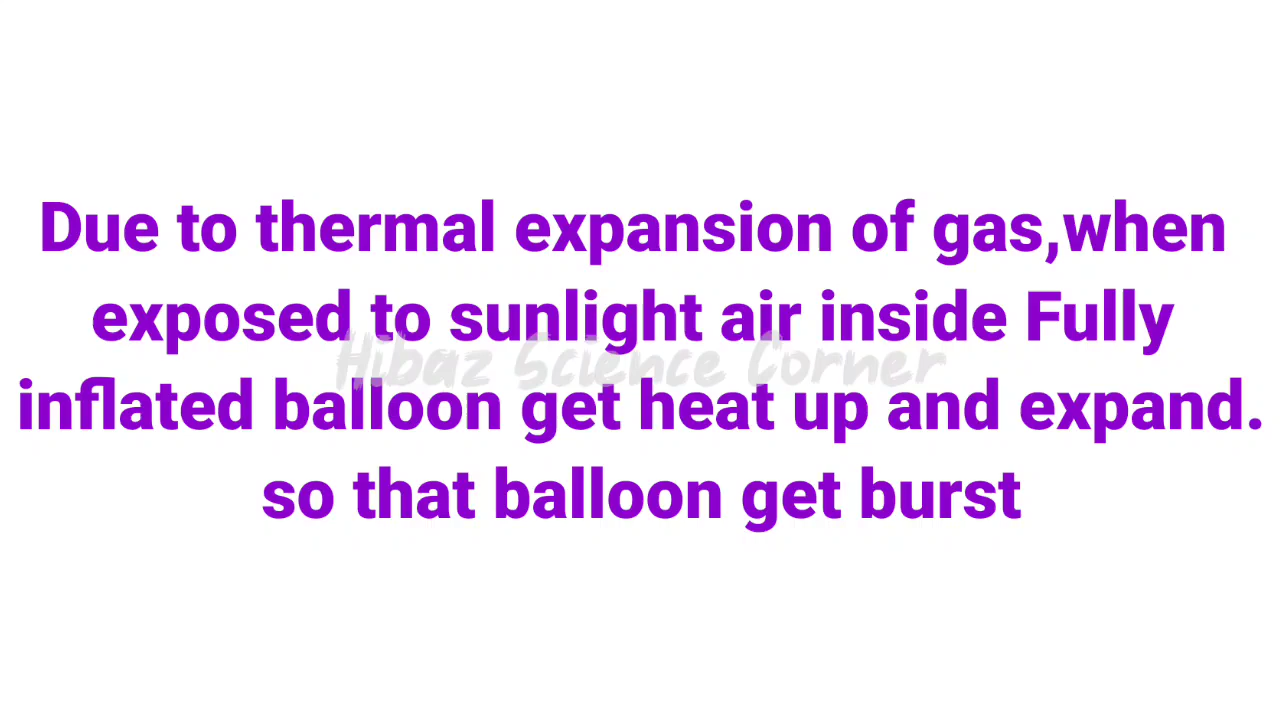 Due to thermal expansion of gas,when
exposed to sunlight air inside Fully
Hibaz Science Corner
inflated balloon get heat up and expand.
so that balloon get burst